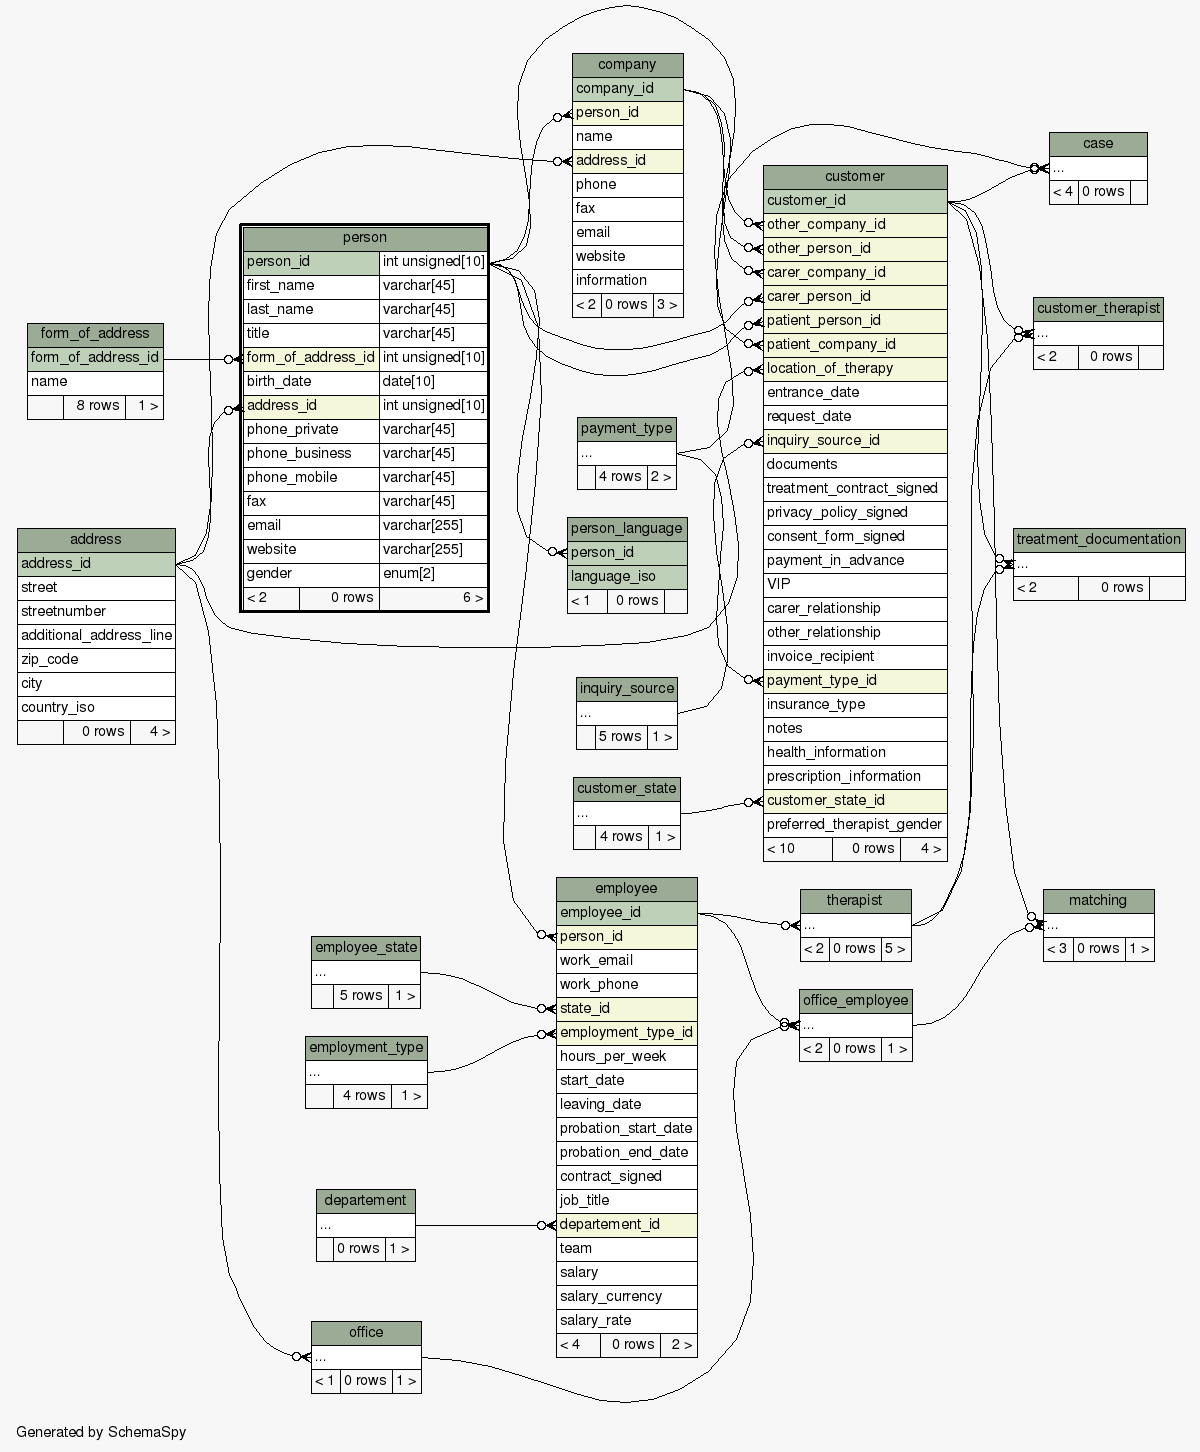 company
company_id
person_id
name
address_id
phone
fax
email
website
information
< 2 0 rows 3 >
case
...
< 4 0 rows
customer
customer_id
other_company_id
other_person_id
carer_company_id
carer_person_id
patient_person_id
patient_company_id
location_of_therapy
entrance_date
request_date
inquiry_source_id
documents
treatment_contract_signed
privacy_policy_signed
consent_form_signed
payment_in_advance
VIP
carer_relationship
other_relationship
invoice_recipient
payment_type_id
insurance_type
notes
health_information
prescription_information
customer_state_id
preferred_therapist_gender
< 10 0 rows 4 >
person
person_id int unsigned[10]
first_name varchar[45]
last_name varchar[45]
title varchar[45]
form_of_address_id int unsigned[10]
birth_date date[10]
address_id int unsigned[10]
phone_private varchar[45]
phone_business varchar[45]
phone_mobile varchar[45]
fax varchar[45]
email varchar[255]
website varchar[255]
gender enum[2]
< 2 0 rows 6 >
form_of_address
form_of_address_id
name
8 rows 1 >
customer_therapist
...
< 2 0 rows
payment_type
...
4 rows 2 >
person_language
person_id
language_iso
< 1 0 rows
address
address_id
street
streetnumber
additional_address_line
zip_code
city
country_iso
0 rows 4 >
treatment_documentation
...
< 2 0 rows
inquiry_source
...
5 rows 1 >
customer_state
...
4 rows 1 >
employee
employee_id
person_id
work_email
work_phone
state_id
employment_type_id
hours_per_week
start_date
leaving_date
probation_start_date
probation_end_date
contract_signed
job_title
departement_id
team
salary
salary_currency
salary_rate
< 4 0 rows 2 >
therapist
...
< 2 0 rows 5 >
matching
...
< 3 0 rows 1 >
employee_state
...
5 rows 1 >
office_employee
...
< 2 0 rows 1 >
employment_type
...
4 rows 1 >
departement
...
0 rows 1 >
office
...
< 1 0 rows 1 >
Generated by SchemaSpy